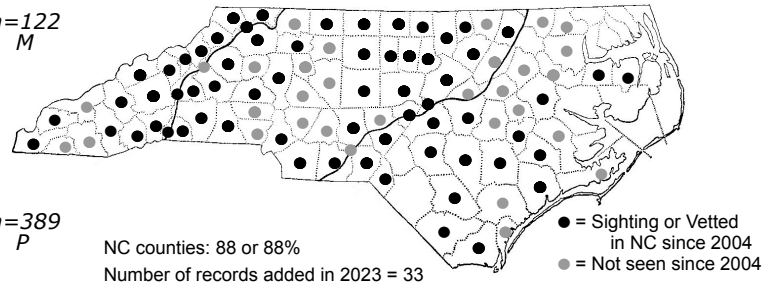 =122
M
=389
P
NC counties: 88 or 88%
Number of records added in 2023 = 33
= Sighting or Vetted
in NC since 2004
= Not seen since 2004